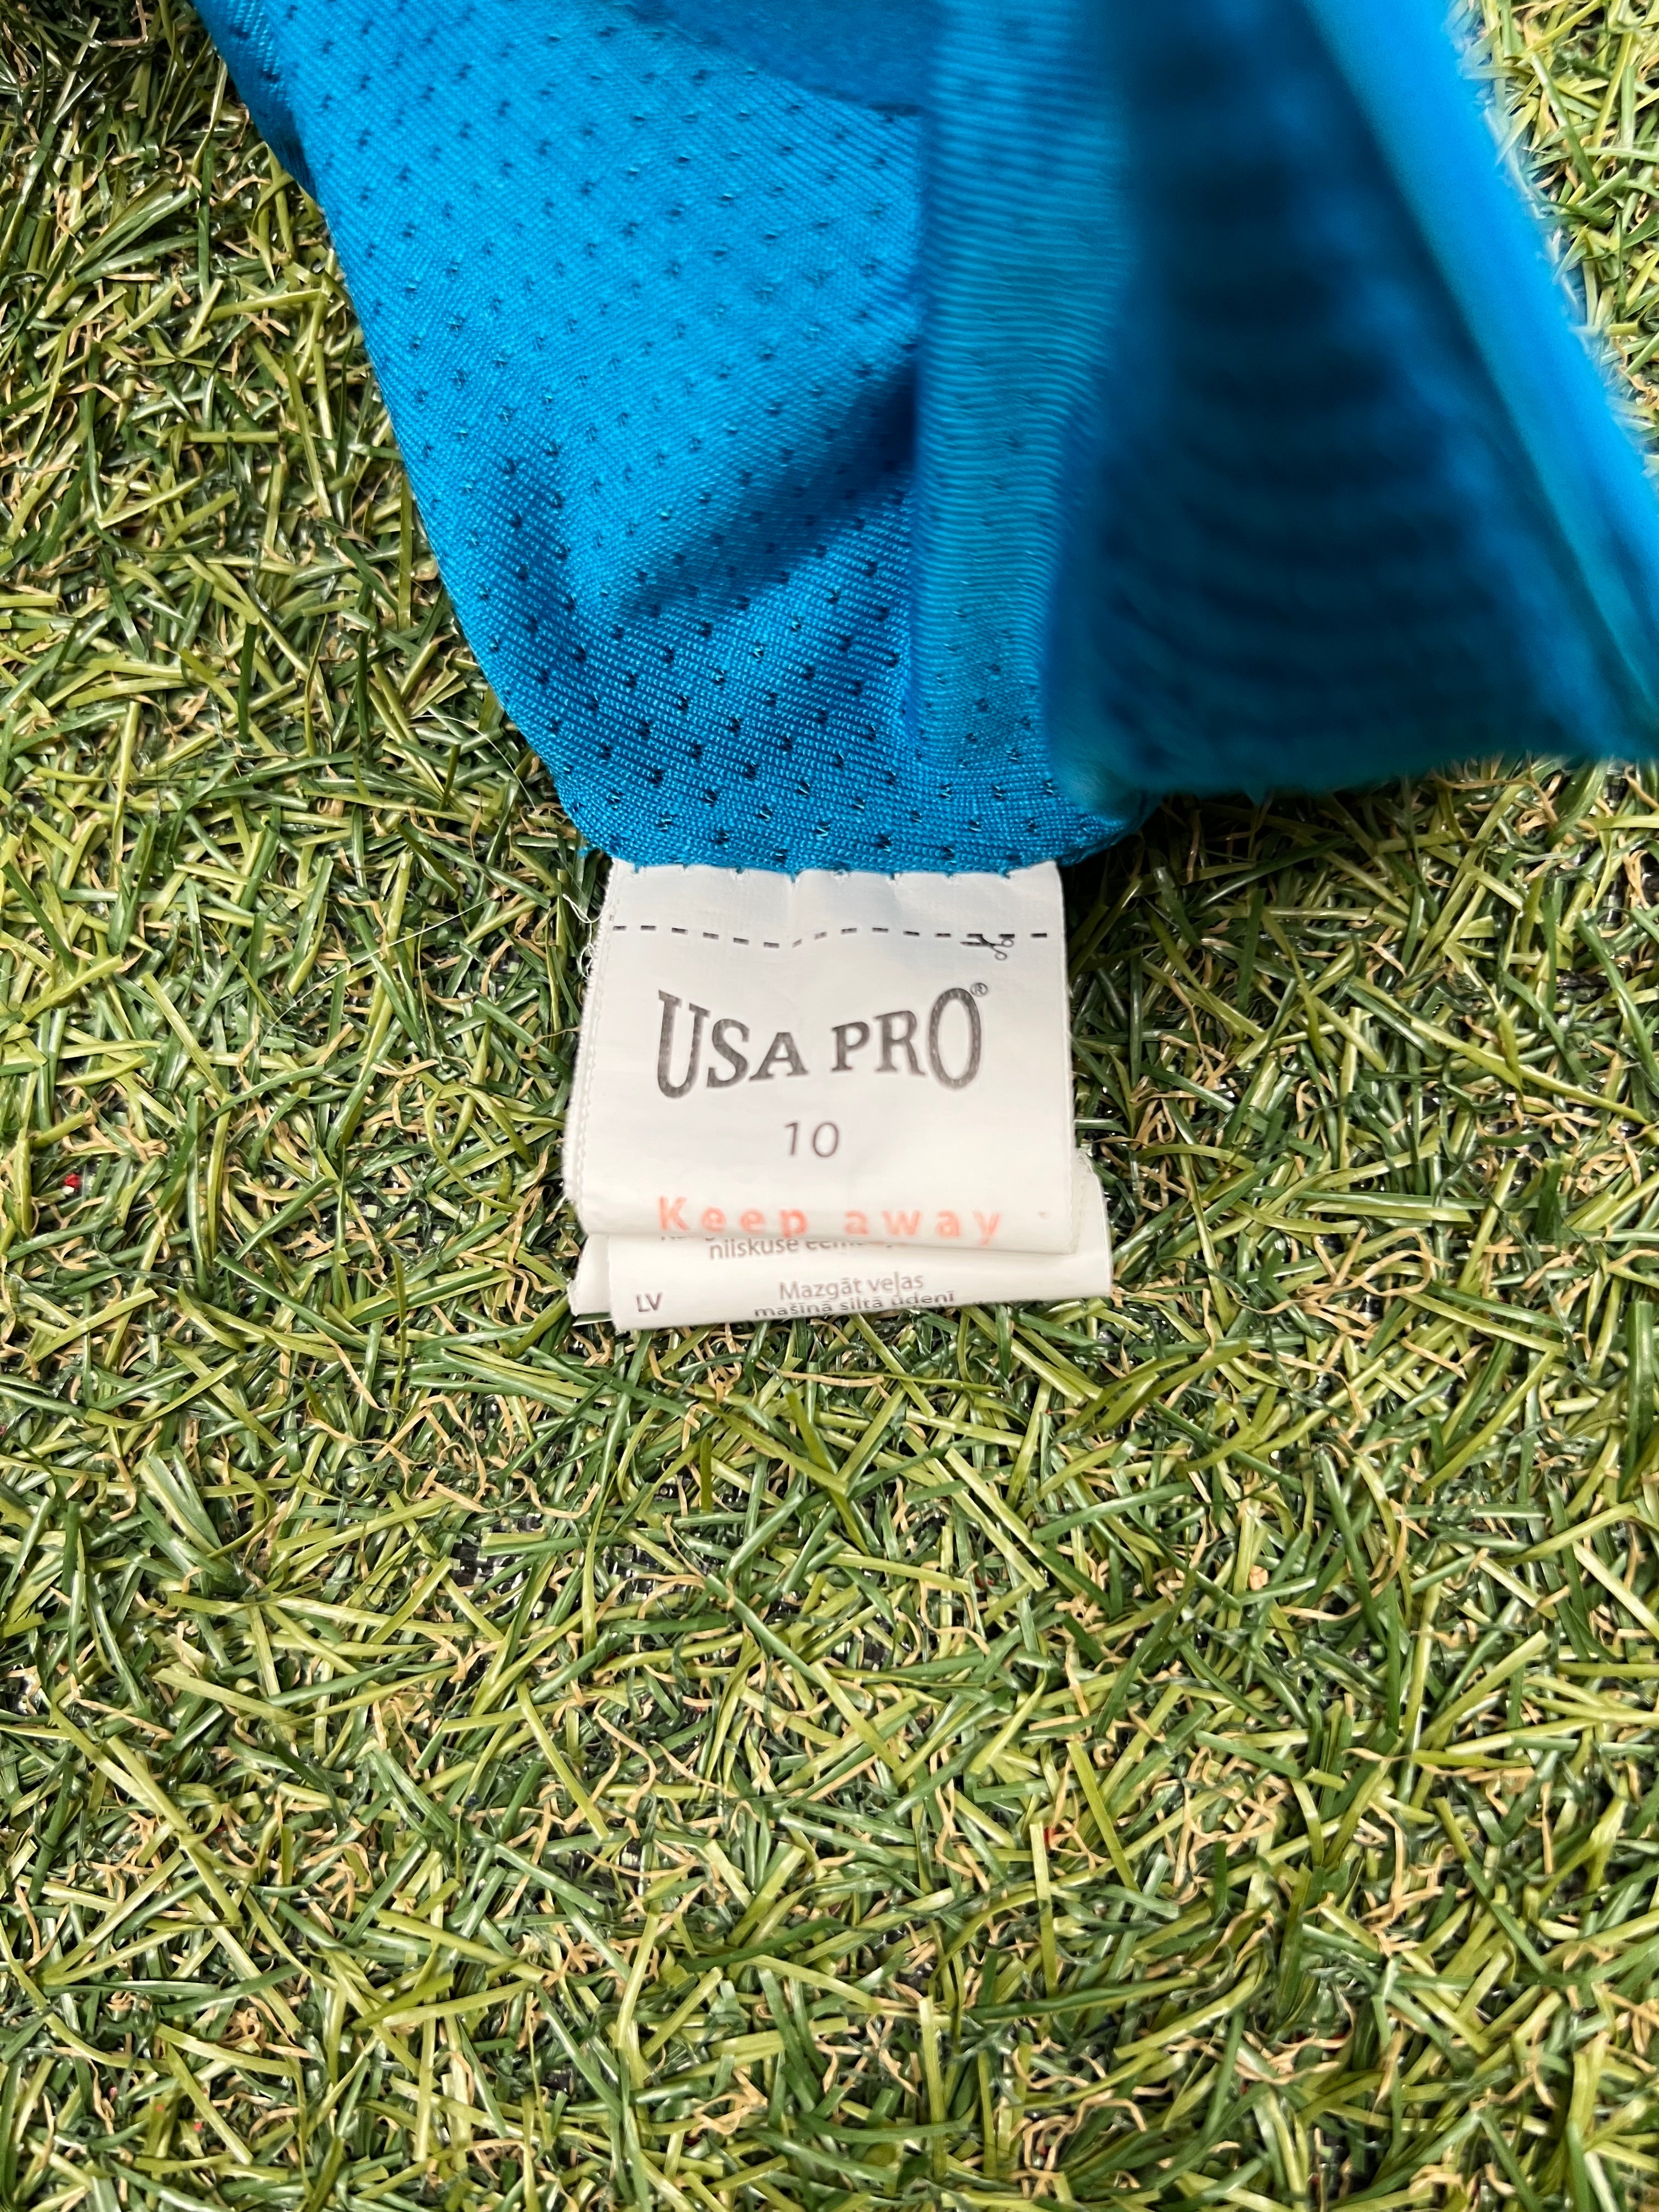 USA PRO®
10
Keep away
niiskuse
LV
Mazgāt veļas
mašīnā siltā ūdenī